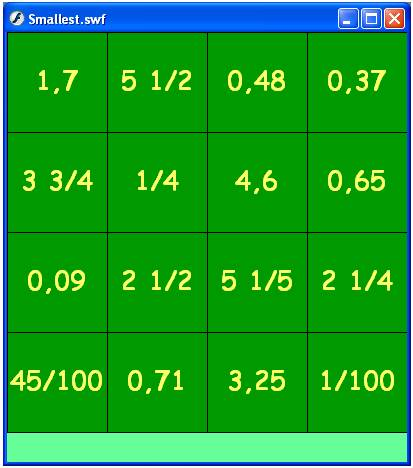 Smallest.swf
1,7 5 1/2 0,48 0,37
3 3/4 1/4 4,6 0,65
0,09 2 1/2 5 1/5 2 1/4
45/100 0,71 3,25 1/100